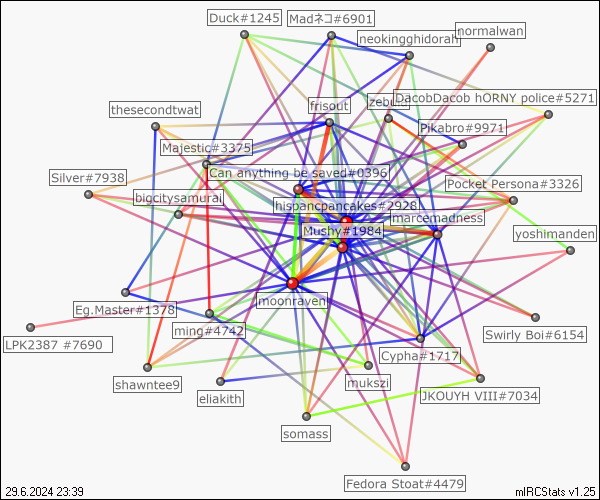 Duck#1245
Madネコ#6901
normalwan
neokingghidorah
DacobDacob hORNY police#5271
thesecondtwat
frisout
Pikabro#9971
Majestic#3375
Can anything be saved#0396
Silver#7938
Pocket Persona#3326
bigcitysamurai
hispancpancakes#2928
marcemadness
Mushy#1984
yoshimanden
moonraven
Eg.Master#1378
ming#4742
Swirly Boi#6154
LPK2387 #7690
Cypha#1717
shawntee9
mukszi
eliakith
JKOUYH VIII#7034
somass
Fedora Stoat#4479
29.6.2024 23:39
mIRCStats v1.25